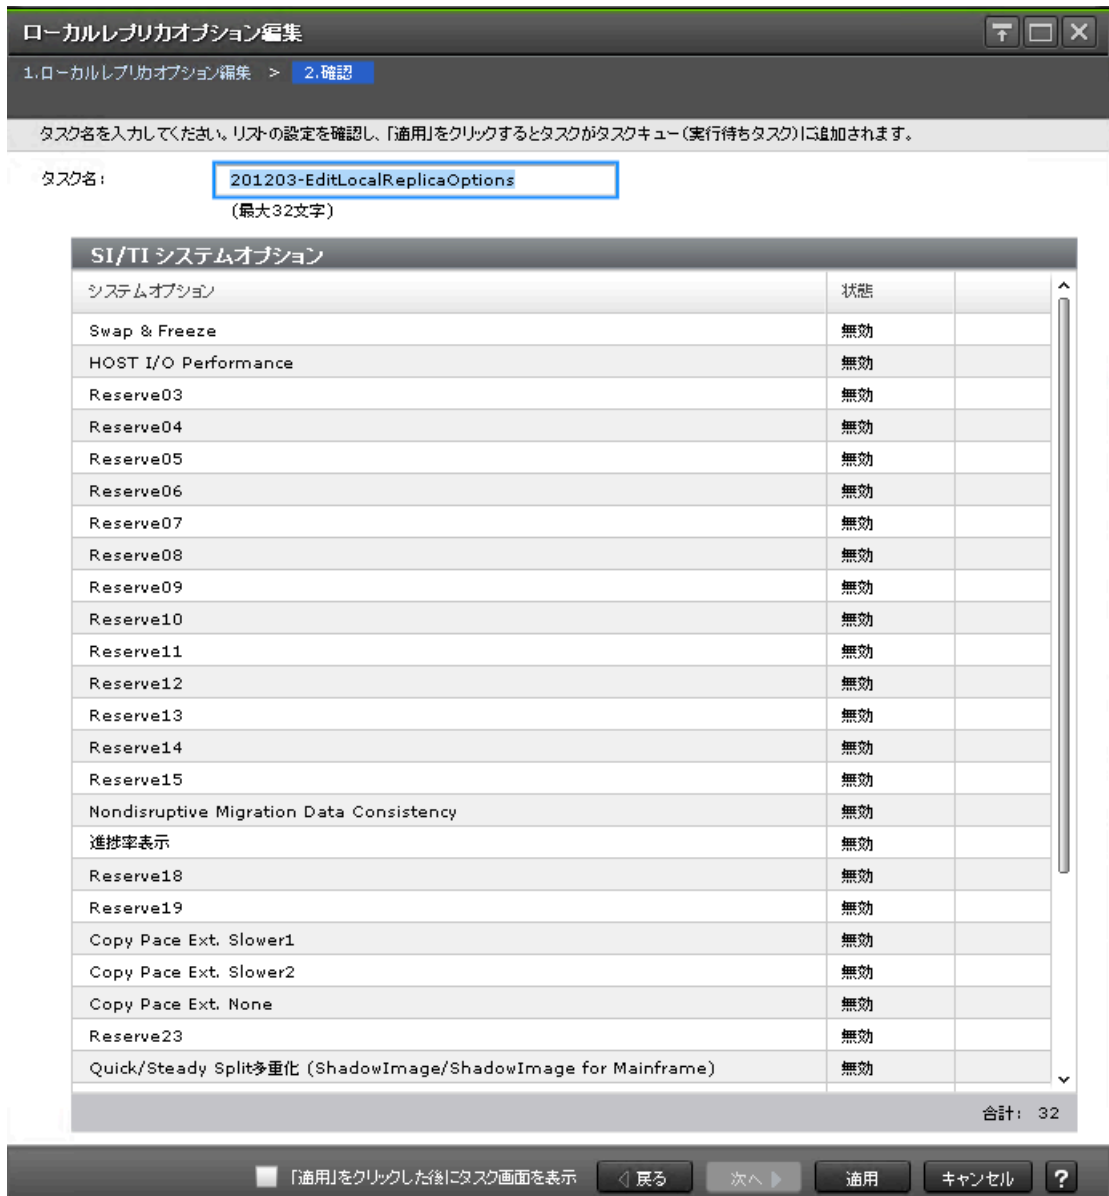 ローカルレプリカオプション編集
1.ローカルレプリカオプション編集 > 2.確認
タスク名を入力してください。リストの設定を確認し、「適用」をクリックするとタスクがタスクキュー(実行待ちタスク)に追加されます。
タスク名: 201203-EditLocalReplicaOptions
(最大32文字)
SI/TI システムオプション
システムオプション 状態
Swap & Freeze 無効
HOST I/O Performance 無効
Reserve03 無効
Reserve04 無効
Reserve05 無効
Reserve06 無効
Reserve07 無効
Reserve08 無効
Reserve09 無効
Reserve10 無効
Reserve11 無効
Reserve12 無効
Reserve13 無効
Reserve14 無効
Reserve15 無効
Nondisruptive Migration Data Consistency 無効
進捗率表示 無効
Reserve18 無効
Reserve19 無効
Copy Pace Ext. Slower1 無効
Copy Pace Ext. Slower2 無効
Copy Pace Ext. None 無効
Reserve23 無効
Quick/Steady Split多重化 (ShadowImage/ShadowImage for Mainframe) 無効
合計: 32
「適用」をクリックした後にタスク画面を表示 戻る 次へ 適用 キャンセル ?